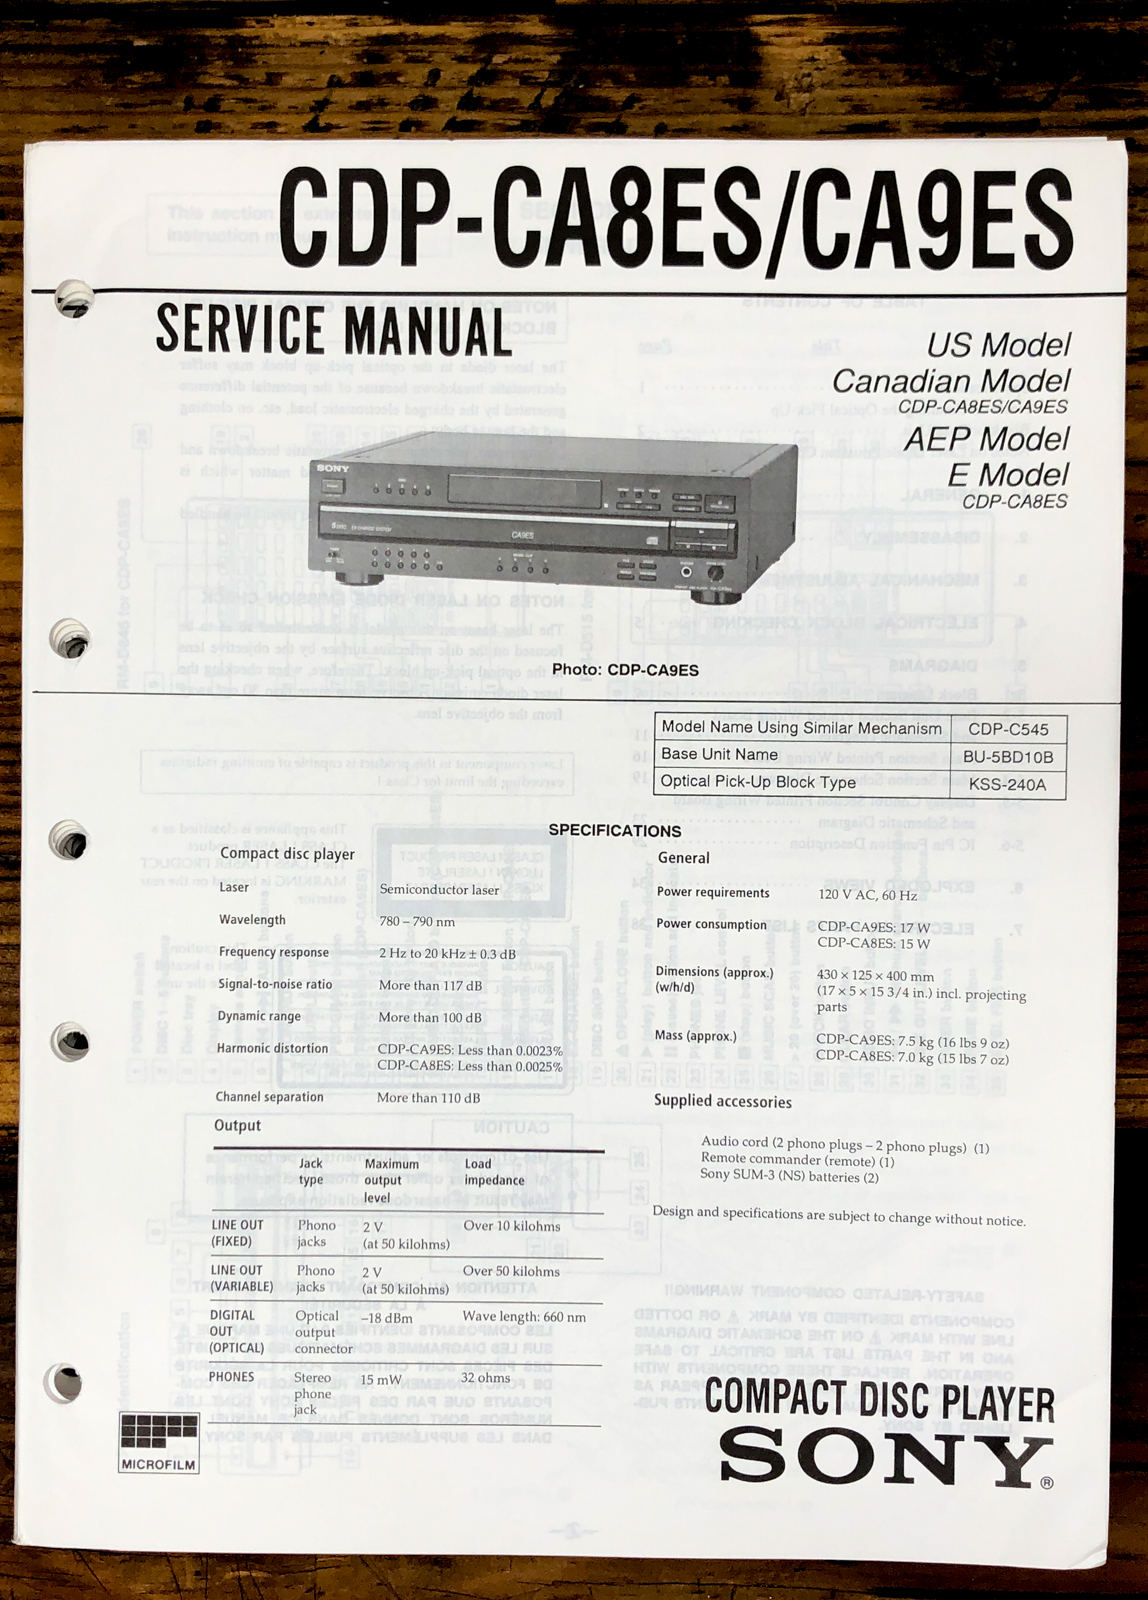 CDP-CA8ES/CA9ES
SERVICE MANUAL
US Model
Canadian Model
CDP-CA8ES/CA9ES
AEP Model
E Model
CDP-CA8ES
SONY
CA9ES
Photo: CDP-CA9ES
Model Name Using Similar Mechanism CDP-C545
Base Unit Name BU-5BD10B
Optical Pick-Up Block Type KSS-240A
SPECIFICATIONS
Compact disc player
Laser Semiconductor laser
Wavelength 780 – 790 nm
Frequency response 2 Hz to 20 kHz ± 0.3 dB
Signal-to-noise ratio More than 117 dB
Dynamic range More than 100 dB
Harmonic distortion CDP-CA9ES: Less than 0.0023%
CDP-CA8ES: Less than 0.0025%
Channel separation More than 110 dB
Output
Jack type Maximum output level Load impedance
LINE OUT (FIXED) Phono jacks 2 V (at 50 kilohms) Over 10 kilohms
LINE OUT (VARIABLE) Phono jacks 2 V (at 50 kilohms) Over 50 kilohms
DIGITAL OUT (OPTICAL) Optical output connector –18 dBm Wave length: 660 nm
PHONES Stereo phone jack 15 mW 32 ohms
General
Power requirements 120 V AC, 60 Hz
Power consumption CDP-CA9ES: 17 W
CDP-CA8ES: 15 W
Dimensions (approx.) (w/h/d) 430 × 125 × 400 mm
(17 × 5 × 15 3/4 in.) incl. projecting
parts
Mass (approx.) CDP-CA9ES: 7.5 kg (16 lbs 9 oz)
CDP-CA8ES: 7.0 kg (15 lbs 7 oz)
Supplied accessories
Audio cord (2 phono plugs – 2 phono plugs) (1)
Remote commander (remote) (1)
Sony SUM-3 (NS) batteries (2)
Design and specifications are subject to change without notice.
MICROFILM
COMPACT DISC PLAYER
SONY®